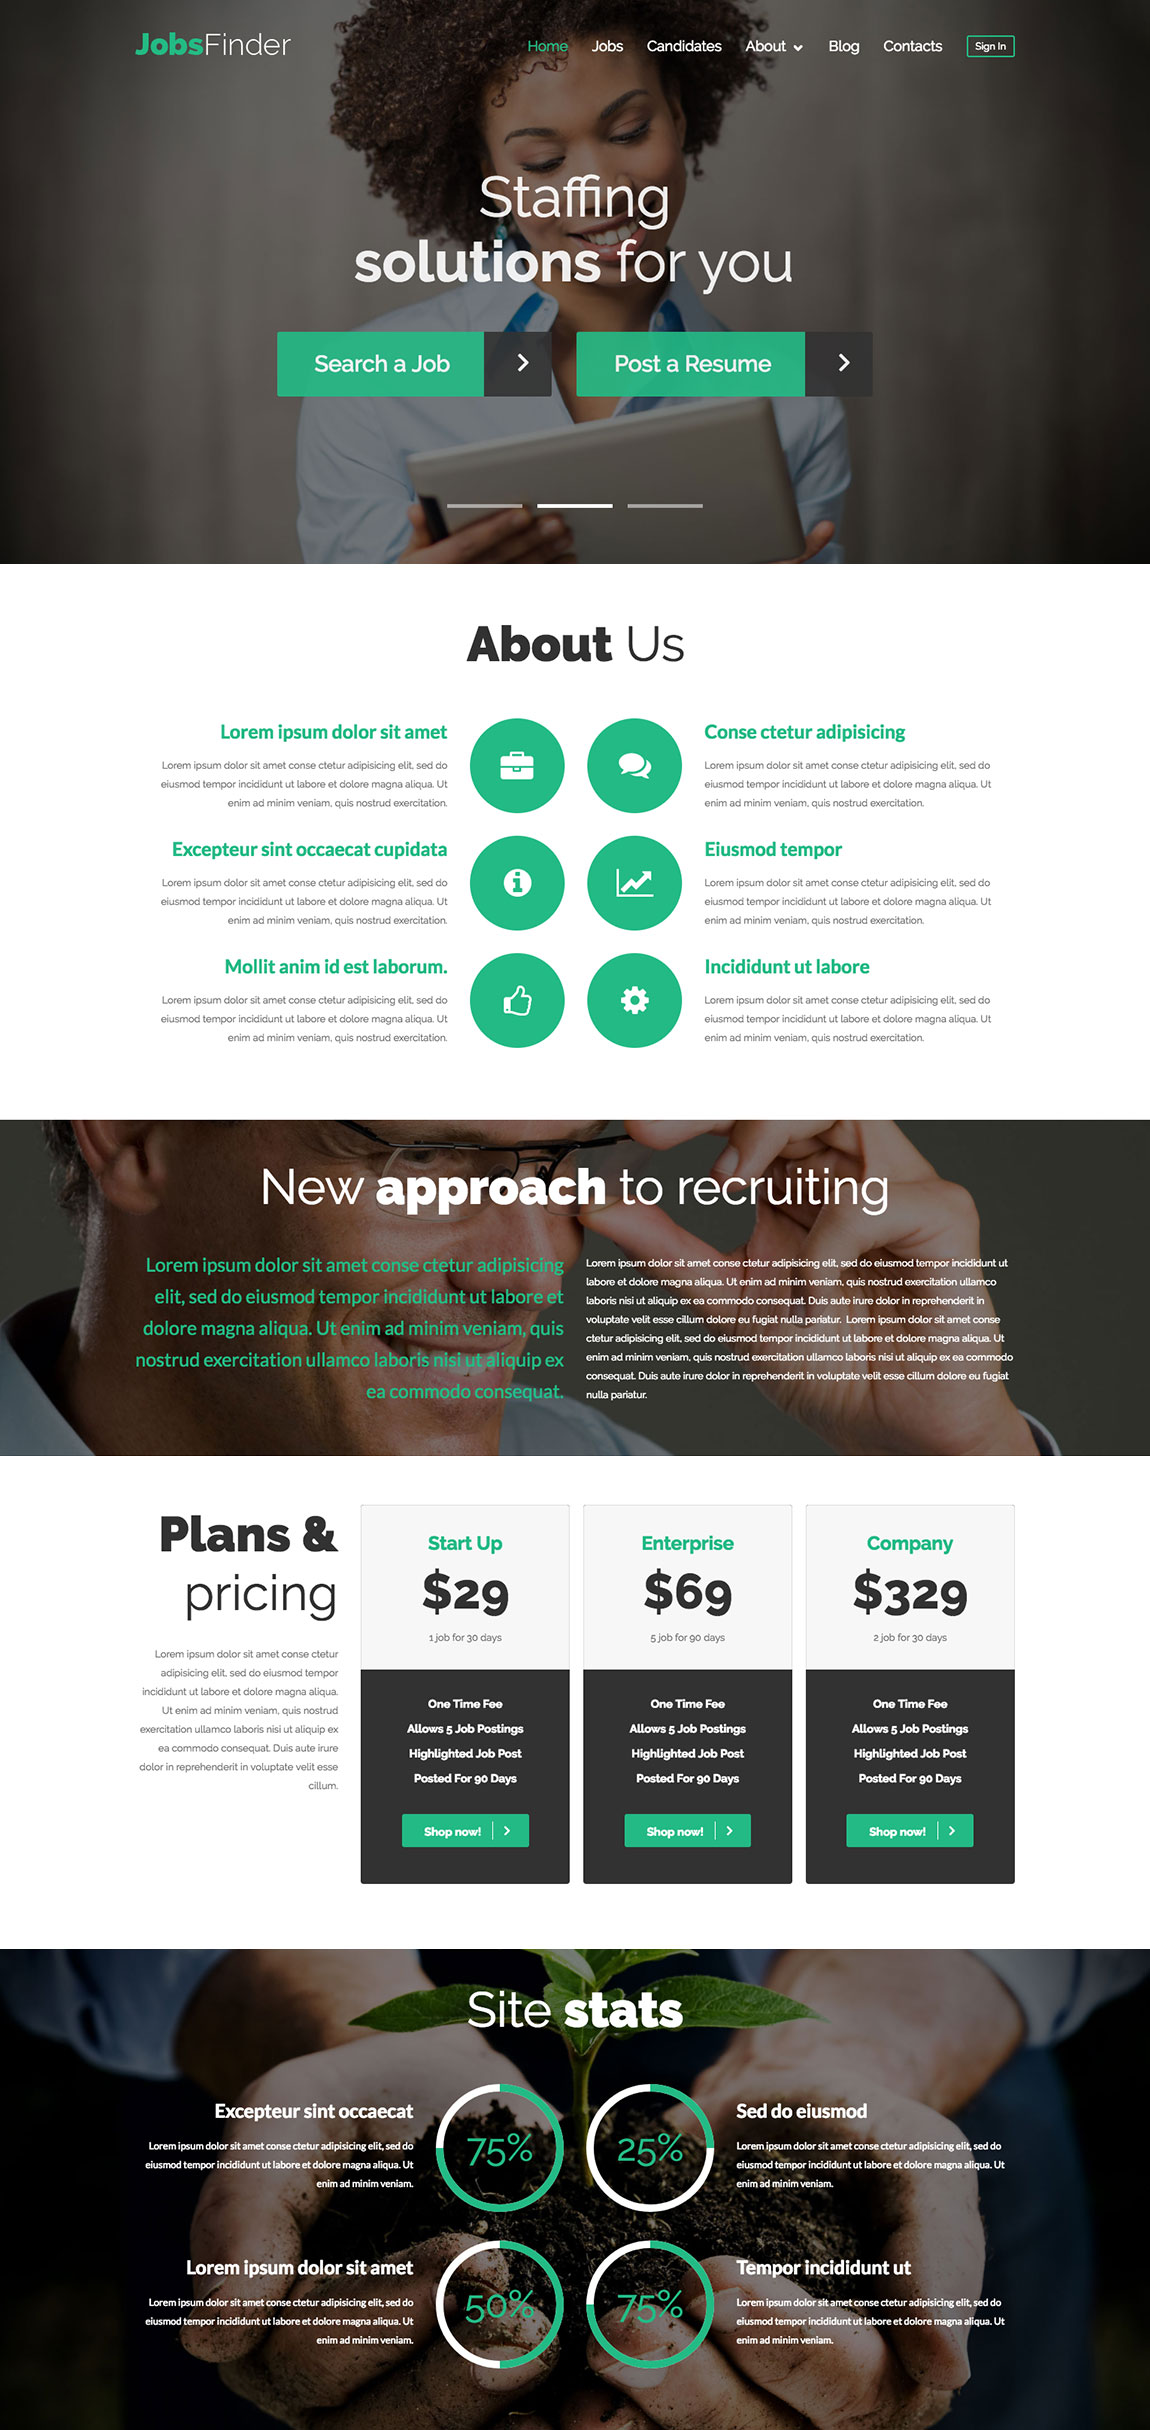 JobsFinder
Home Jobs Candidates About Blog Contacts Sign In
Staffing
solutions for you
Search a Job
Post a Resume
About Us
Lorem ipsum dolor sit amet
Lorem ipsum dolor sit amet conse ctetur adipisicing elit, sed do
eiusmod tempor incididunt ut labore et dolore magna aliqua. Ut
enim ad minim veniam, quis nostrud exercitation.
Conse ctetur adipisicing
Lorem ipsum dolor sit amet conse ctetur adipisicing elit, sed do
eiusmod tempor incididunt ut labore et dolore magna aliqua. Ut
enim ad minim veniam, quis nostrud exercitation.
Excepteur sint occaecat cupidata
Lorem ipsum dolor sit amet conse ctetur adipisicing elit, sed do
eiusmod tempor incididunt ut labore et dolore magna aliqua. Ut
enim ad minim veniam, quis nostrud exercitation.
Eiusmod tempor
Lorem ipsum dolor sit amet conse ctetur adipisicing elit, sed do
eiusmod tempor incididunt ut labore et dolore magna aliqua. Ut
enim ad minim veniam, quis nostrud exercitation.
Mollit anim id est laborum.
Lorem ipsum dolor sit amet conse ctetur adipisicing elit, sed do
eiusmod tempor incididunt ut labore et dolore magna aliqua. Ut
enim ad minim veniam, quis nostrud exercitation.
Incididunt ut labore
Lorem ipsum dolor sit amet conse ctetur adipisicing elit, sed do
eiusmod tempor incididunt ut labore et dolore magna aliqua. Ut
enim ad minim veniam, quis nostrud exercitation.
New approach to recruiting
Lorem ipsum dolor sit amet conse ctetur adipisicing
elit, sed do eiusmod tempor incididunt ut labore et
dolore magna aliqua. Ut enim ad minim veniam, quis
nostrud exercitation ullamco laboris nisi ut aliquip ex
ea commodo consequat.
Lorem ipsum dolor sit amet conse ctetur adipisicing elit, sed do eiusmod tempor incididunt ut
labore et dolore magna aliqua. Ut enim ad minim veniam, quis nostrud exercitation ullamco
laboris nisi ut aliquip ex ea commodo consequat. Duis aute irure dolor in reprehenderit in
voluptate velit esse cillum dolore eu fugiat nulla pariatur. Lorem ipsum dolor sit amet conse
ctetur adipisicing elit, sed do eiusmod tempor incididunt ut labore et dolore magna aliqua. Ut
enim ad minim veniam, quis nostrud exercitation ullamco laboris nisi ut aliquip ex ea commodo
consequat. Duis aute irure dolor in reprehenderit in voluptate velit esse cillum dolore eu fugiat
nulla pariatur.
Plans &
pricing
Lorem ipsum dolor sit amet conse ctetur
adipisicing elit, sed do eiusmod tempor
incididunt ut labore et dolore magna aliqua.
Ut enim ad minim veniam, quis nostrud
exercitation ullamco laboris nisi ut aliquip ex
ea commodo consequat. Duis aute irure
dolor in reprehenderit in voluptate velit esse
cillum.
Start Up
$29
1 job for 30 days
One Time Fee
Allows 5 Job Postings
Highlighted Job Post
Posted For 90 Days
Shop now!
Enterprise
$69
5 job for 90 days
One Time Fee
Allows 5 Job Postings
Highlighted Job Post
Posted For 90 Days
Shop now!
Company
$329
2 job for 30 days
One Time Fee
Allows 5 Job Postings
Highlighted Job Post
Posted For 90 Days
Shop now!
Site stats
Excepteur sint occaecat
Lorem ipsum dolor sit amet conse ctetur adipisicing elit, sed do
eiusmod tempor incididunt ut labore et dolore magna aliqua. Ut
enim ad minim veniam.
75%
25%
Sed do eiusmod
Lorem ipsum dolor sit amet conse ctetur adipisicing elit, sed do
eiusmod tempor incididunt ut labore et dolore magna aliqua. Ut
enim ad minim veniam.
Lorem ipsum dolor sit amet
Lorem ipsum dolor sit amet conse ctetur adipisicing elit, sed do
eiusmod tempor incididunt ut labore et dolore magna aliqua. Ut
enim ad minim veniam.
50%
75%
Tempor incididunt ut
Lorem ipsum dolor sit amet conse ctetur adipisicing elit, sed do
eiusmod tempor incididunt ut labore et dolore magna aliqua. Ut
enim ad minim veniam.